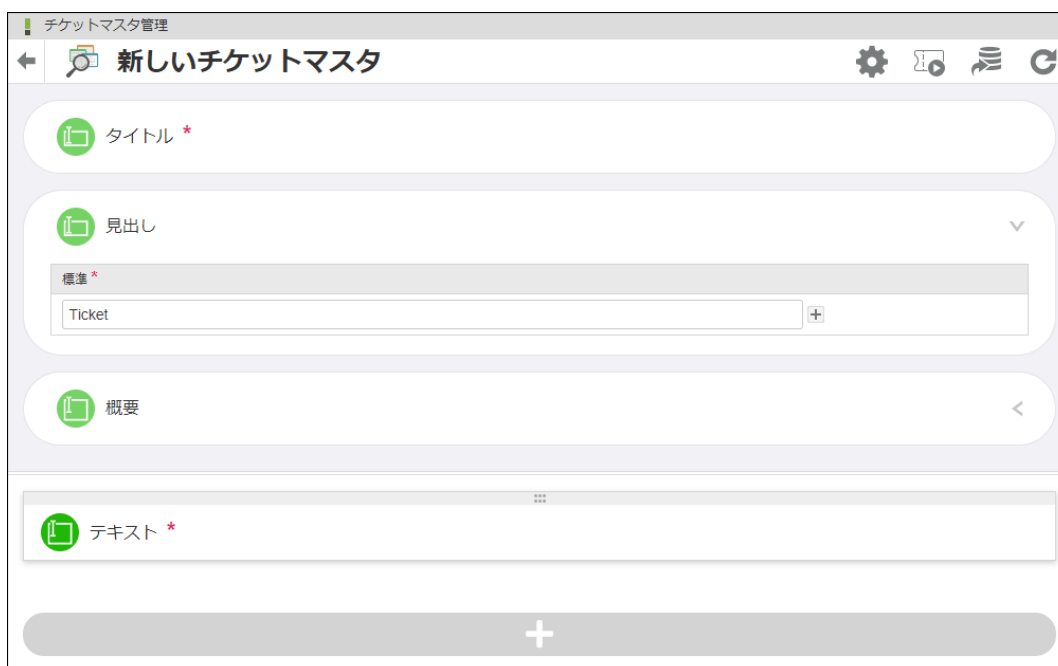 チケットマスタ管理
新しいチケットマスタ
タイトル *
見出し
標準 *
Ticket
概要
テキスト *